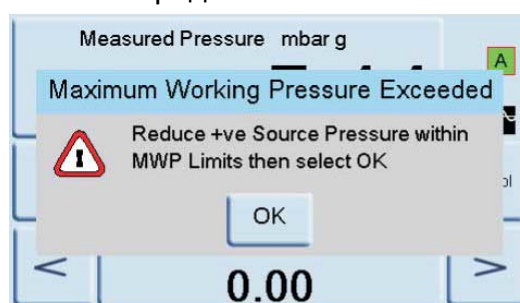 Measured Pressure mbar g
A
Maximum Working Pressure Exceeded
Reduce +ve Source Pressure within
MWP Limits then select OK
OK
< 0.00 >